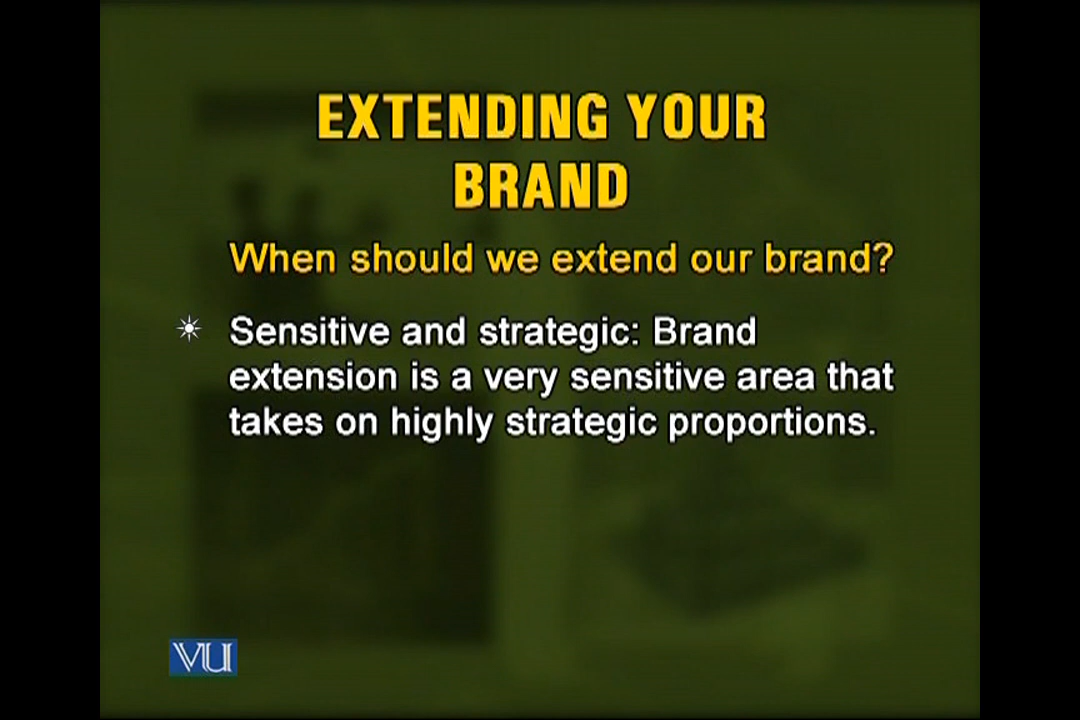 EXTENDING YOUR
BRAND
When should we extend our brand?
Sensitive and strategic: Brand
extension is a very sensitive area that
takes on highly strategic proportions.
VU